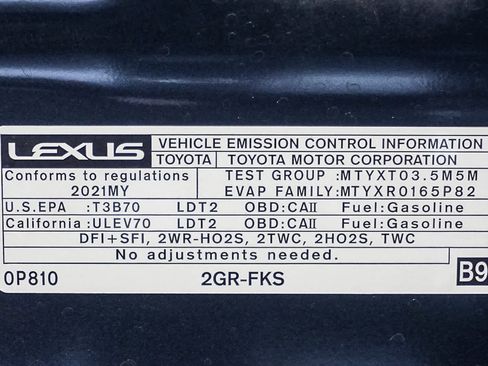 LEXUS VEHICLE EMISSION CONTROL INFORMATION
TOYOTA TOYOTA MOTOR CORPORATION
Conforms to regulations TEST GROUP :MTYXT03.5M5M
2021MY EVAP FAMILY:MTYXR0165P82
U.S.EPA :T3B70 LDT2 OBD:CAII Fuel:Gasoline
California:ULEV70 LDT2 OBD:CAII Fuel:Gasoline
DFI+SFI, 2WR-HO2S, 2TWC, 2HO2S, TWC
No adjustments needed.
0P810 2GR-FKS B9